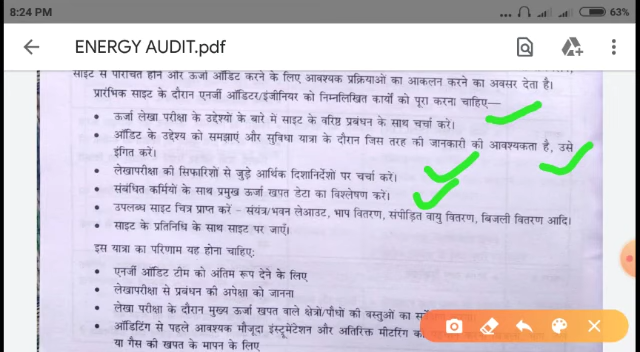 8:24 PM ... 63%
ENERGY AUDIT.pdf
साइट से परिचित होने और ऊर्जा ऑडिट करने के लिए आवश्यक प्रक्रियाओं का आकलन करने का अवसर देता है।
प्रारंभिक साइट के दौरान एनर्जी ऑडिटर/इंजीनियर को निम्नलिखित कार्यो को पूरा करना चाहिए—
• ऊर्जा लेखा परीक्षा के उद्देश्यों के बारे में साइट के वरिष्ठ प्रबंधन के साथ चर्चा करें।
• ऑडिट के उद्देश्य को समझाएं और सुविधा यात्रा के दौरान जिस तरह की जानकारी की आवश्यकता है, उसे
इंगित करें।
• लेखापरीक्षा की सिफारिशों से जुड़े आर्थिक दिशानिर्देशों पर चर्चा करें।
• संबंधित कर्मियों के साथ प्रमुख ऊर्जा खपत डेटा का विश्लेषण करें।
• उपलब्ध साइट चित्र प्राप्त करें - संयंत्र/भवन लेआउट, भाप वितरण, संपीड़ित वायु वितरण, बिजली वितरण आदि।
• साइट के प्रतिनिधि के साथ साइट पर जाएँ।
इस यात्रा का परिणाम यह होना चाहिए:
• एनर्जी ऑडिट टीम को अंतिम रूप देने के लिए
• लेखापरीक्षा से प्रबंधन की अपेक्षा को जानना
• लेखा परीक्षा के दौरान मुख्य ऊर्जा खपत वाले क्षेत्रो/पौधों की वस्तुओं का
• ऑडिटिंग से पहले आवश्यक मौजूदा इंस्ट्रूमेंटेशन और अतिरिक्त मीटरिंग
या गैस की खपत के मापन के लिए